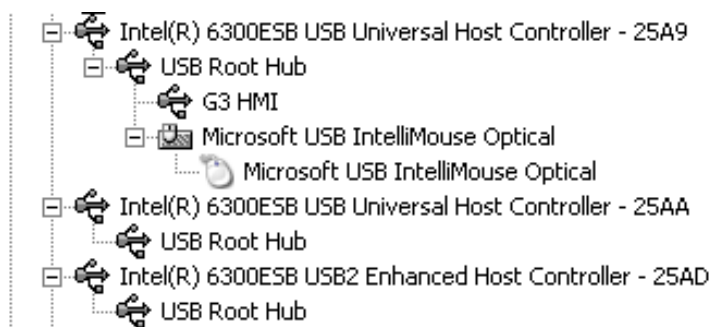 Intel(R) 6300ESB USB Universal Host Controller - 25A9
USB Root Hub
G3 HMI
Microsoft USB IntelliMouse Optical
Microsoft USB IntelliMouse Optical
Intel(R) 6300ESB USB Universal Host Controller - 25AA
USB Root Hub
Intel(R) 6300ESB USB2 Enhanced Host Controller - 25AD
USB Root Hub